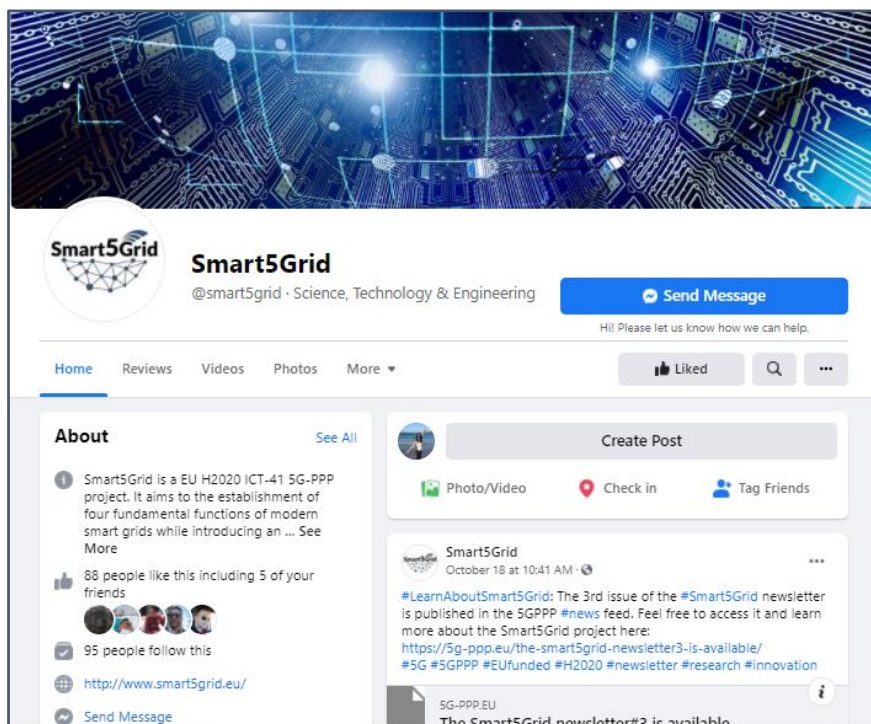 Smart5Grid
Smart5Grid
@smart5grid · Science, Technology & Engineering
Send Message
Hi! Please let us know how we can help.
Home Reviews Videos Photos More
Liked
About See All
Smart5Grid is a EU H2020 ICT-41 5G-PPP
project. It aims to the establishment of
four fundamental functions of modern
smart grids while introducing an ... See
More
88 people like this including 5 of your
friends
95 people follow this
http://www.smart5grid.eu/
Send Message
Create Post
Photo/Video Check in Tag Friends
Smart5Grid
Smart5Grid
October 18 at 10:41 AM ·
#LearnAboutSmart5Grid: The 3rd issue of the #Smart5Grid newsletter
is published in the 5GPPP #news feed. Feel free to access it and learn
more about the Smart5Grid project here:
https://5g-ppp.eu/the-smart5grid-newsletter3-is-available/
#5G #5GPPP #EUfunded #H2020 #newsletter #research #innovation
5G-PPP.EU
The Smart5Grid newsletter#3 is available